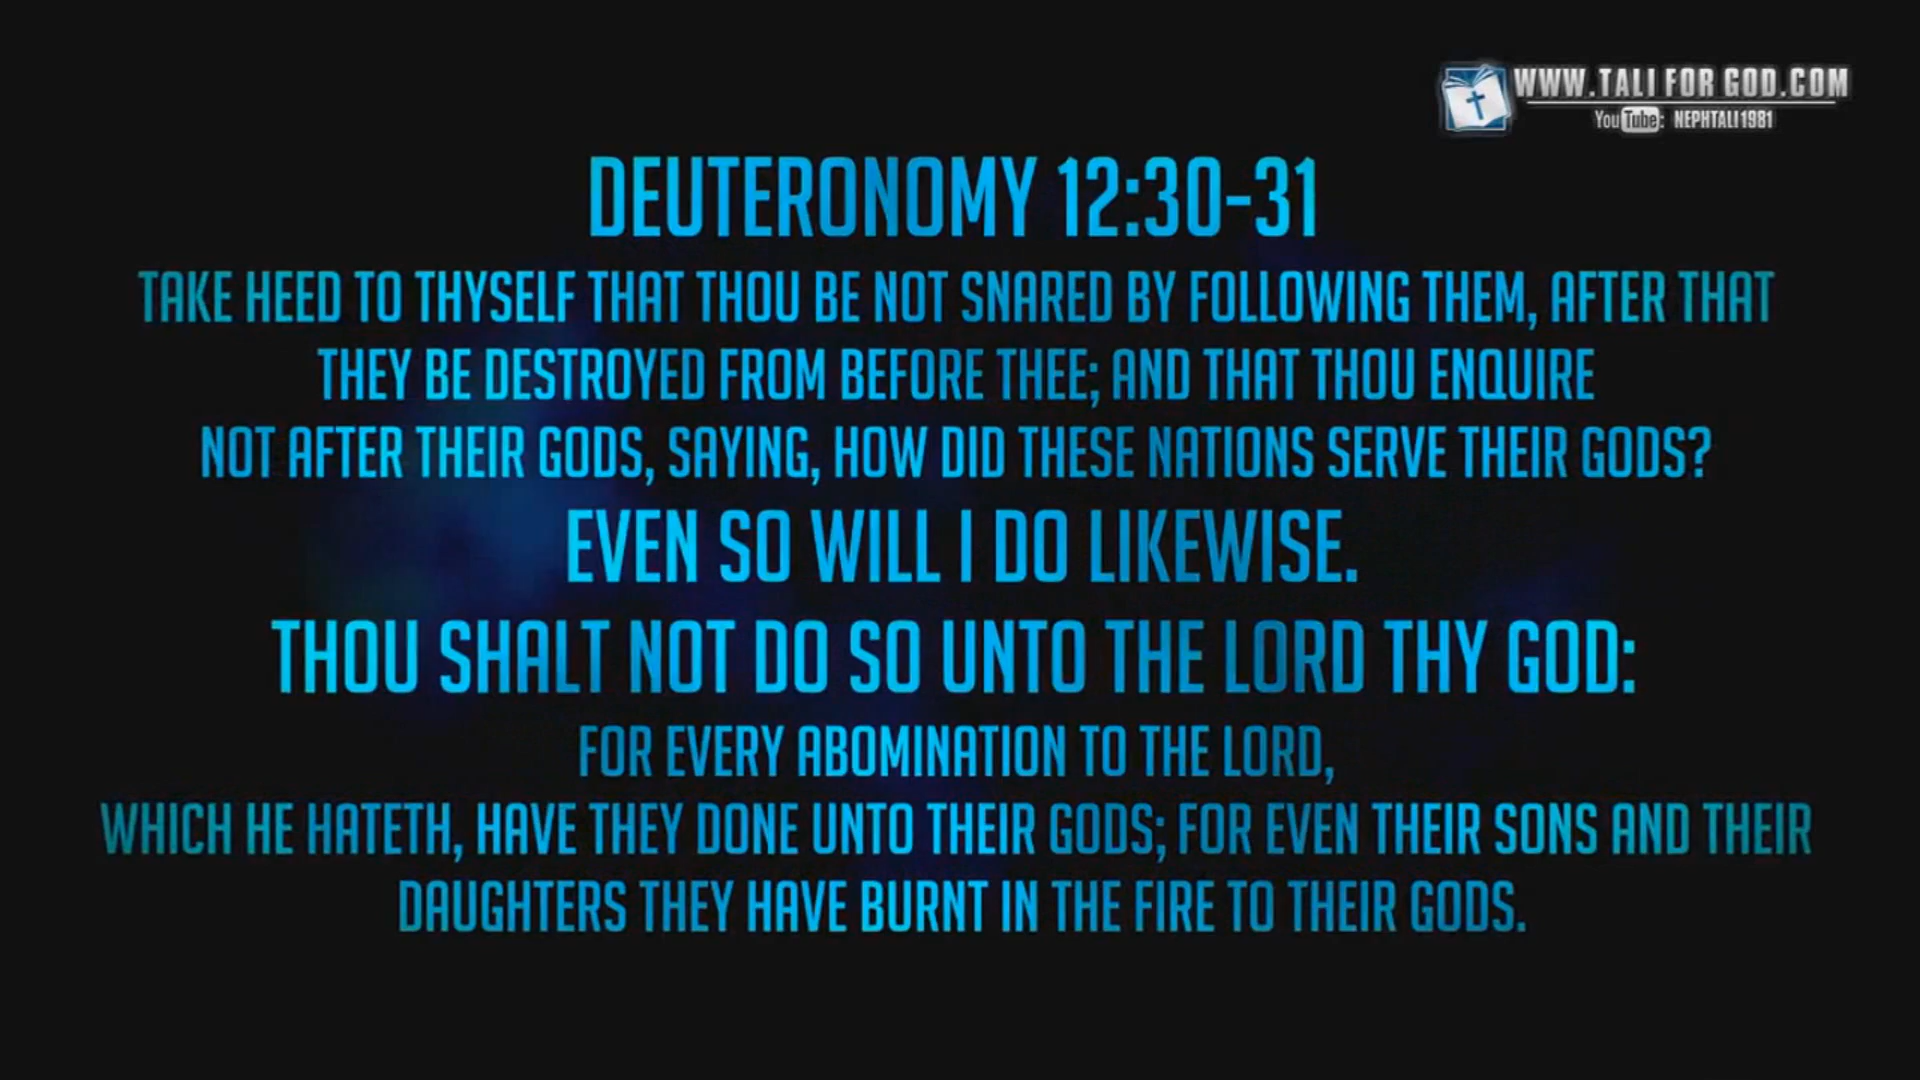 WWW.TALI FOR GOD.COM
YouTube: NEPHTALI1981
DEUTERONOMY 12:30-31
TAKE HEED TO THYSELF THAT THOU BE NOT SNARED BY FOLLOWING THEM, AFTER THAT
THEY BE DESTROYED FROM BEFORE THEE; AND THAT THOU ENQUIRE
NOT AFTER THEIR GODS, SAYING, HOW DID THESE NATIONS SERVE THEIR GODS?
EVEN SO WILL I DO LIKEWISE.
THOU SHALT NOT DO SO UNTO THE LORD THY GOD:
FOR EVERY ABOMINATION TO THE LORD,
WHICH HE HATETH, HAVE THEY DONE UNTO THEIR GODS; FOR EVEN THEIR SONS AND THEIR
DAUGHTERS THEY HAVE BURNT IN THE FIRE TO THEIR GODS.